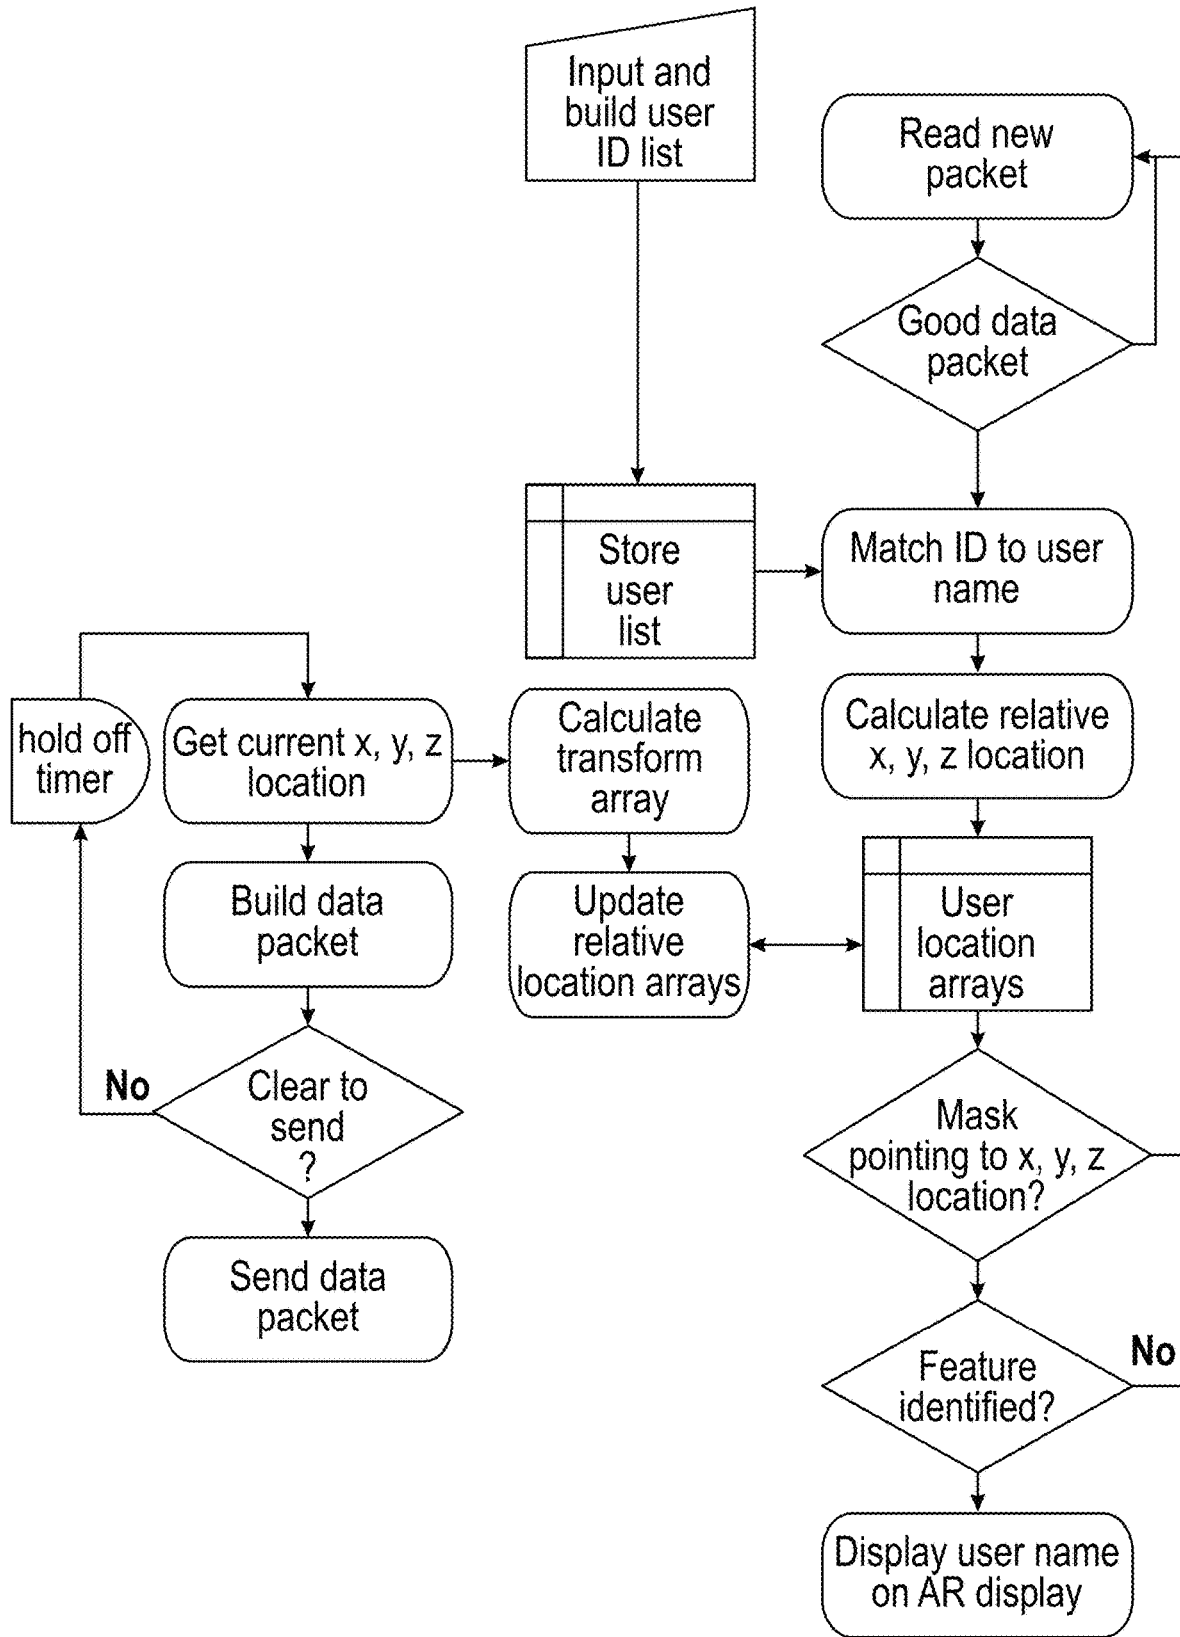 Input and
build user
ID list
Read new
packet
Good data
packet
Store
user
list
Match ID to user
name
hold off
timer
Get current x, y, z
location
Calculate
transform
array
Calculate relative
x, y, z location
Build data
packet
Update
relative
location arrays
User
location
arrays
No
Clear to
send
?
Mask
pointing to x, y, z
location?
Send data
packet
Feature
identified?
No
Display user name
on AR display